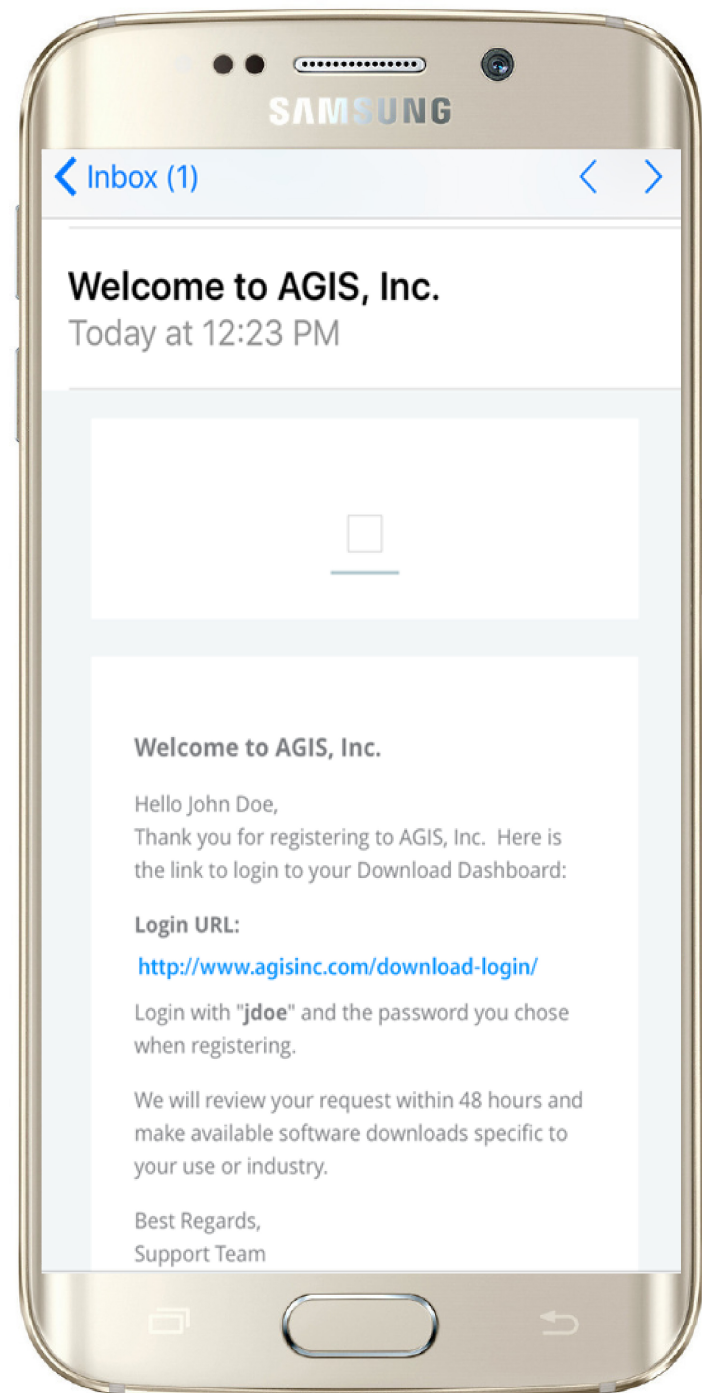 SAMSUNG
Inbox (1)
Welcome to AGIS, Inc.
Today at 12:23 PM
Welcome to AGIS, Inc.
Hello John Doe,
Thank you for registering to AGIS, Inc.  Here is
the link to login to your Download Dashboard:
Login URL:
http://www.agisinc.com/download-login/
Login with "jdoe" and the password you chose
when registering.
We will review your request within 48 hours and
make available software downloads specific to
your use or industry.
Best Regards,
Support Team